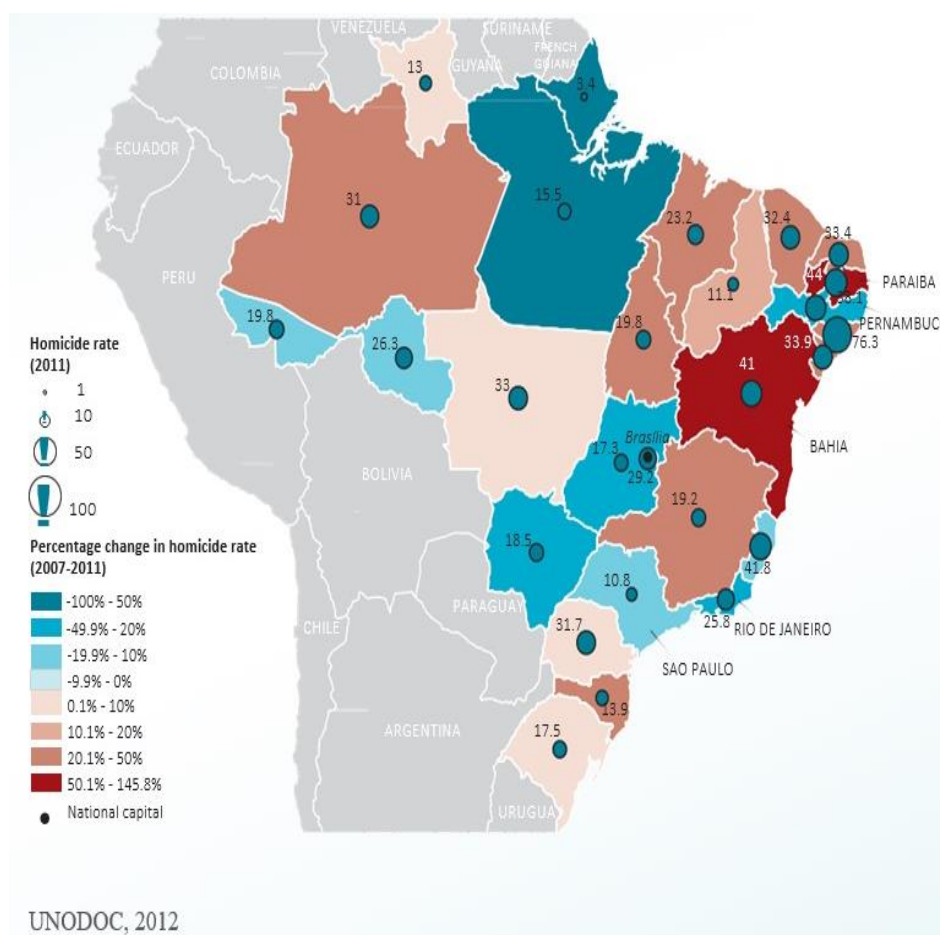 VENEZUELA
SURINAME
FRENCH
GUIANA
GUYANA
COLOMBIA
13
3.4
ECUADOR
31
15.5
23.2
32.4
33.4
PERU
44
PARAIBA
11.1
38.1
PERNAMBUC
19.8
26.3
19.8
33.9
76.3
33
41
Brasília
17.3
29.2
BAHIA
BOLIVIA
19.2
18.5
41.8
10.8
PARAGUAY
25.8
RIO DE JANEIRO
CHILE
31.7
SAO PAULO
13.9
ARGENTINA
17.5
URUGUA
Homicide rate
(2011)
1
10
50
100
Percentage change in homicide rate
(2007-2011)
-100% - 50%
-49.9% - 20%
-19.9% - 10%
-9.9% - 0%
0.1% - 10%
10.1% - 20%
20.1% - 50%
50.1% - 145.8%
National capital
UNODOC, 2012